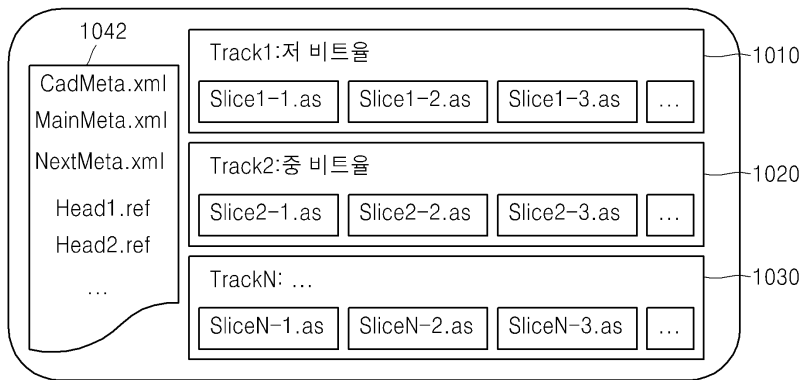 1042
CadMeta.xml
MainMeta.xml
NextMeta.xml
Head1.ref
Head2.ref
...
Track1:저 비트율
1010
Slice1-1.as Slice1-2.as Slice1-3.as ...
Track2:중 비트율
1020
Slice2-1.as Slice2-2.as Slice2-3.as ...
TrackN: ...
1030
SliceN-1.as SliceN-2.as SliceN-3.as ...